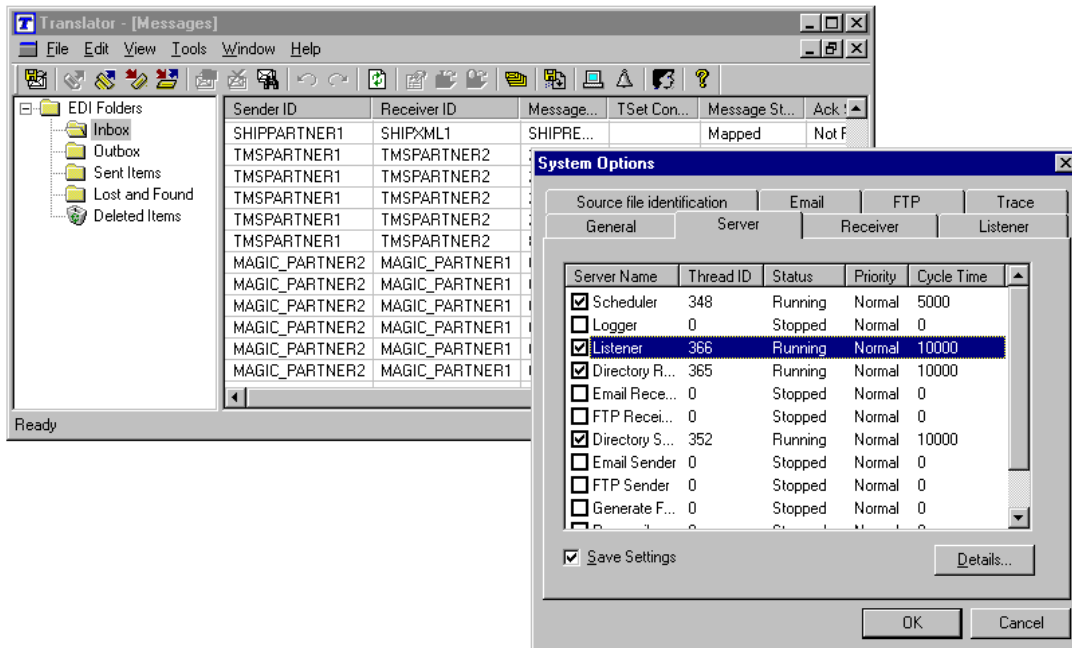 Translator - [Messages]
File Edit View Tools Window Help
EDI Folders
Inbox
Outbox
Sent Items
Lost and Found
Deleted Items
Sender ID Receiver ID Message... TSet Con... Message St... Ack
SHIPPARTNER1 SHIPXML1 SHIPRE... Mapped Not
TMSPARTNER1 TMSPARTNER2
TMSPARTNER1 TMSPARTNER2
TMSPARTNER1 TMSPARTNER2
TMSPARTNER1 TMSPARTNER2
TMSPARTNER1 TMSPARTNER2
MAGIC_PARTNER2 MAGIC_PARTNER1
MAGIC_PARTNER2 MAGIC_PARTNER1
MAGIC_PARTNER2 MAGIC_PARTNER1
MAGIC_PARTNER2 MAGIC_PARTNER1
MAGIC_PARTNER2 MAGIC_PARTNER1
MAGIC_PARTNER2 MAGIC_PARTNER1
Ready
System Options
Source file identification Email FTP Trace
General Server Receiver Listener
Server Name Thread ID Status Priority Cycle Time
Scheduler 348 Running Normal 5000
Logger 0 Stopped Normal 0
Listener 366 Running Normal 10000
Directory R... 365 Running Normal 10000
Email Rece... 0 Stopped Normal 0
FTP Recei... 0 Stopped Normal 0
Directory S... 352 Running Normal 10000
Email Sender 0 Stopped Normal 0
FTP Sender 0 Stopped Normal 0
Generate F... 0 Stopped Normal 0
Save Settings
Details...
OK Cancel